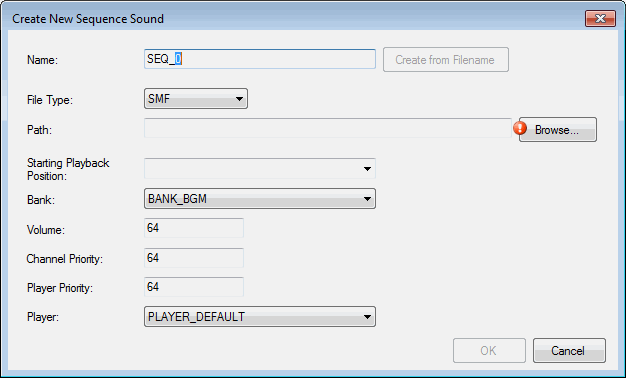 Create New Sequence Sound
Name: SEQ_0 Create from Filename
File Type: SMF
Path: Browse...
Starting Playback
Position:
Bank: BANK_BGM
Volume: 64
Channel Priority: 64
Player Priority: 64
Player: PLAYER_DEFAULT
OK Cancel